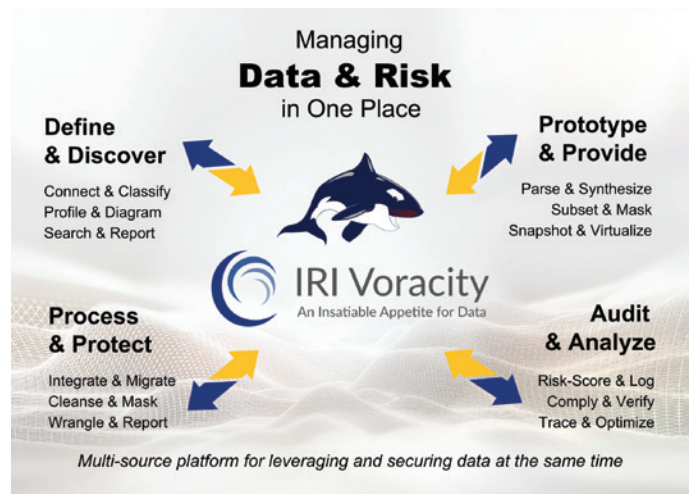 Managing
Data & Risk
in One Place
Define
& Discover
Connect & Classify
Profile & Diagram
Search & Report
Prototype
& Provide
Parse & Synthesize
Subset & Mask
Snapshot & Virtualize
IRI Voracity
An Insatiable Appetite for Data
Process
& Protect
Integrate & Migrate
Cleanse & Mask
Wrangle & Report
Audit
& Analyze
Risk-Score & Log
Comply & Verify
Trace & Optimize
Multi-source platform for leveraging and securing data at the same time